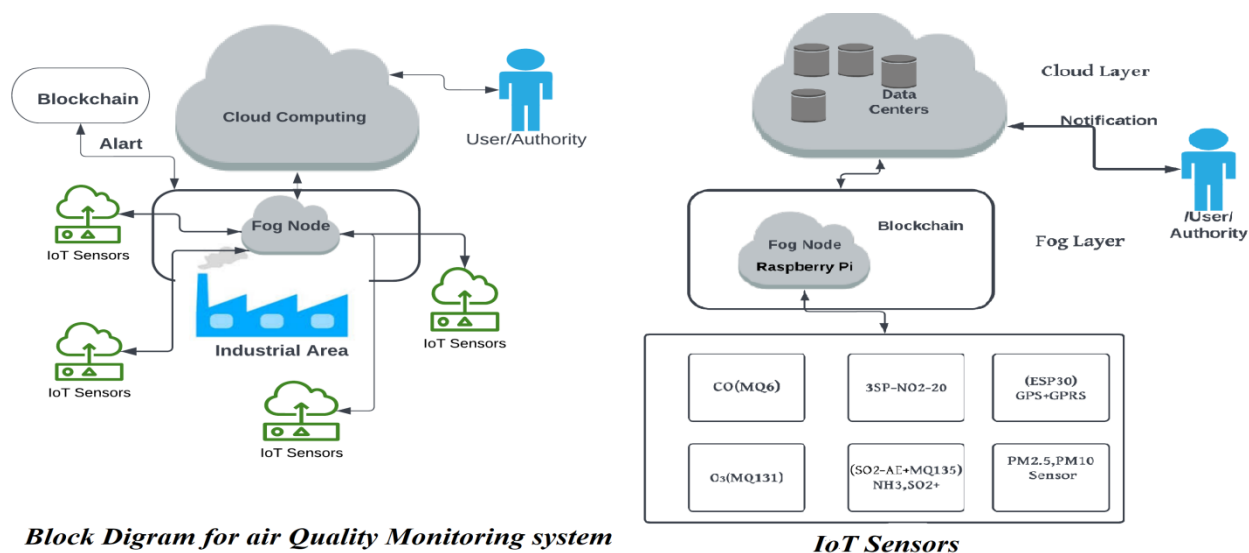 Blockchain
Alart
Cloud Computing
User/Authority
IoT Sensors
Fog Node
IoT Sensors
Industrial Area
IoT Sensors
IoT Sensors
Block Digram for air Quality Monitoring system
Data
Centers
Cloud Layer
Notification
/User/
Authority
Blockchain
Fog Node
Raspberry Pi
Fog Layer
CO(MQ6)
3SP-NO2-20
(ESP30)
GPS+GPRS
O₃(MQ131)
(SO2-AE+MQ135)
NH3,SO2+
PM2.5,PM10
Sensor
IoT Sensors